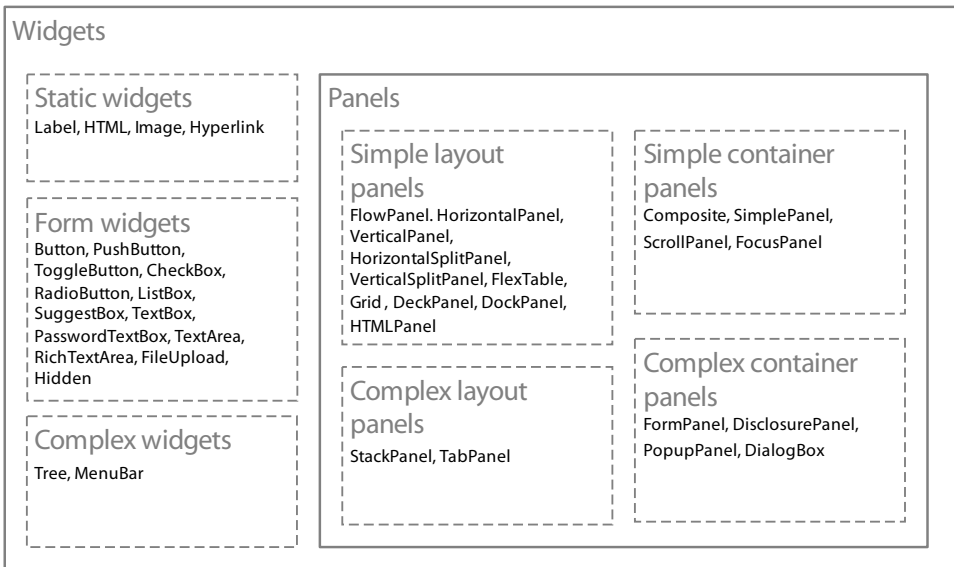 Widgets
Static widgets
Label, HTML, Image, Hyperlink
Form widgets
Button, PushButton,
ToggleButton, CheckBox,
RadioButton, ListBox,
SuggestBox, TextBox,
PasswordTextBox, TextArea,
RichTextArea, FileUpload,
Hidden
Complex widgets
Tree, MenuBar
Panels
Simple layout
panels
FlowPanel. HorizontalPanel,
VerticalPanel,
HorizontalSplitPanel,
VerticalSplitPanel, FlexTable,
Grid , DeckPanel, DockPanel,
HTMLPanel
Complex layout
panels
StackPanel, TabPanel
Simple container
panels
Composite, SimplePanel,
ScrollPanel, FocusPanel
Complex container
panels
FormPanel, DisclosurePanel,
PopupPanel, DialogBox